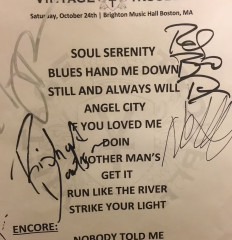 Saturday, October 24th | Brighton Music Hall Boston, MA
SOUL SERENITY
BLUES HAND ME DOWN
STILL AND ALWAYS WILL
ANGEL CITY
IF YOU LOVED ME
DOIN
MOTHER MAN'S
GET IT
RUN LIKE THE RIVER
STRIKE YOUR LIGHT
ENCORE:
NOBODY TOLD ME